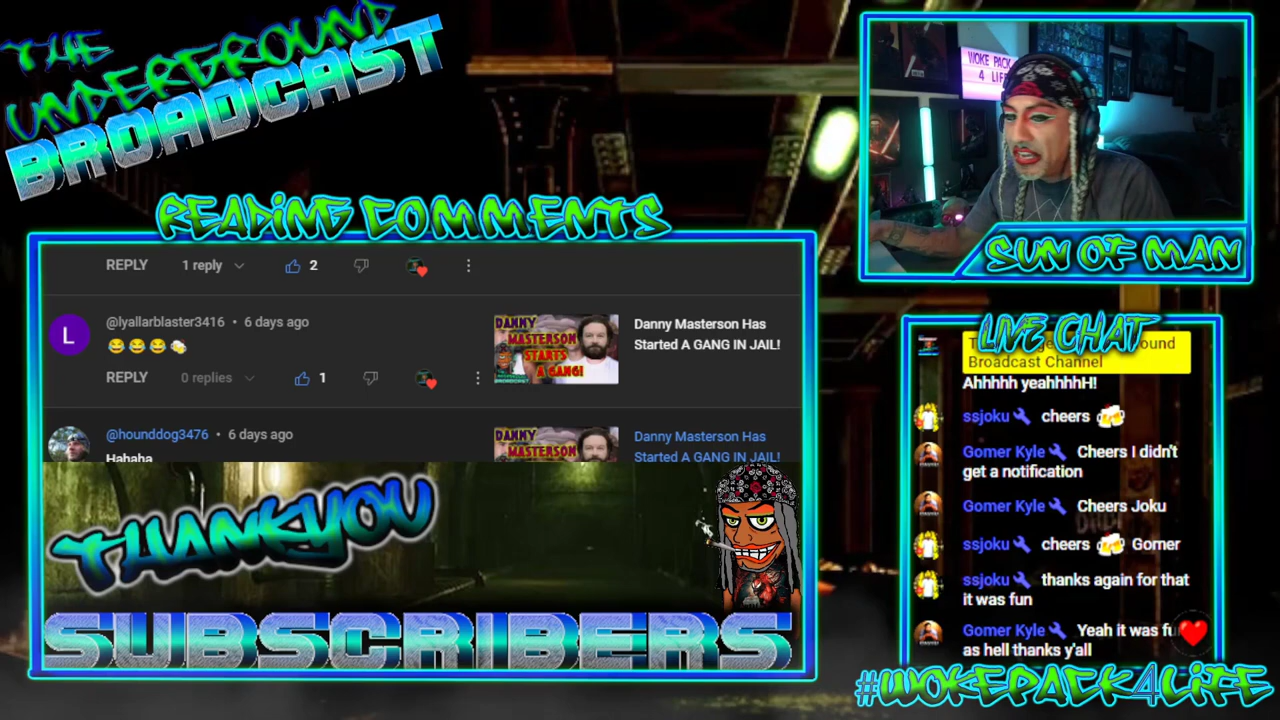 THE
UNDERGROUND
BROADCAST
READING COMMENTS
REPLY 1 reply 2
L
@lyallarblaster3416 • 6 days ago
😂😂😂🍻
REPLY 0 replies 1
DANNY
MASTERSON
STARTS
A GANG!
Danny Masterson Has
Started A GANG IN JAIL!
@hounddog3476 • 6 days ago
Hahaha
DANNY
MASTERSON
Danny Masterson Has
Started A GANG IN JAIL!
THANKYOU
SUBSCRIBERS
WOKE PACK
4 LIFE
SUN OF MAN
LIVE CHAT
Broadcast Channel
Ahhhhh yeahhhhH!
ssjoku cheers 🍻
Gomer Kyle Cheers I didn't
get a notification
Gomer Kyle Cheers Joku
ssjoku cheers 🍻 Gomer
ssjoku thanks again for that
it was fun
Gomer Kyle Yeah it was
as hell thanks y'all
#WOKEPACK4LIFE